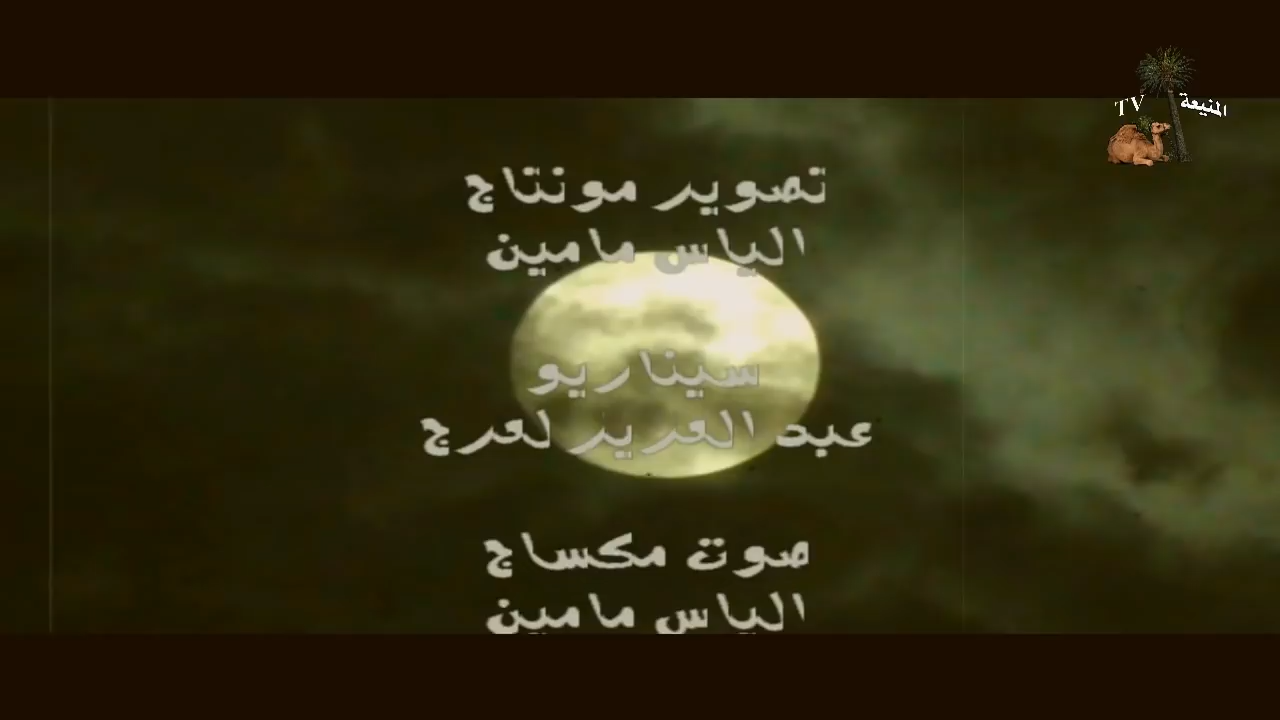 المنيعة TV
تصوير مونتاج
الياس مامين
سيناريو
عبد العزيز لعرج
صوت مكساج
الياس مامين